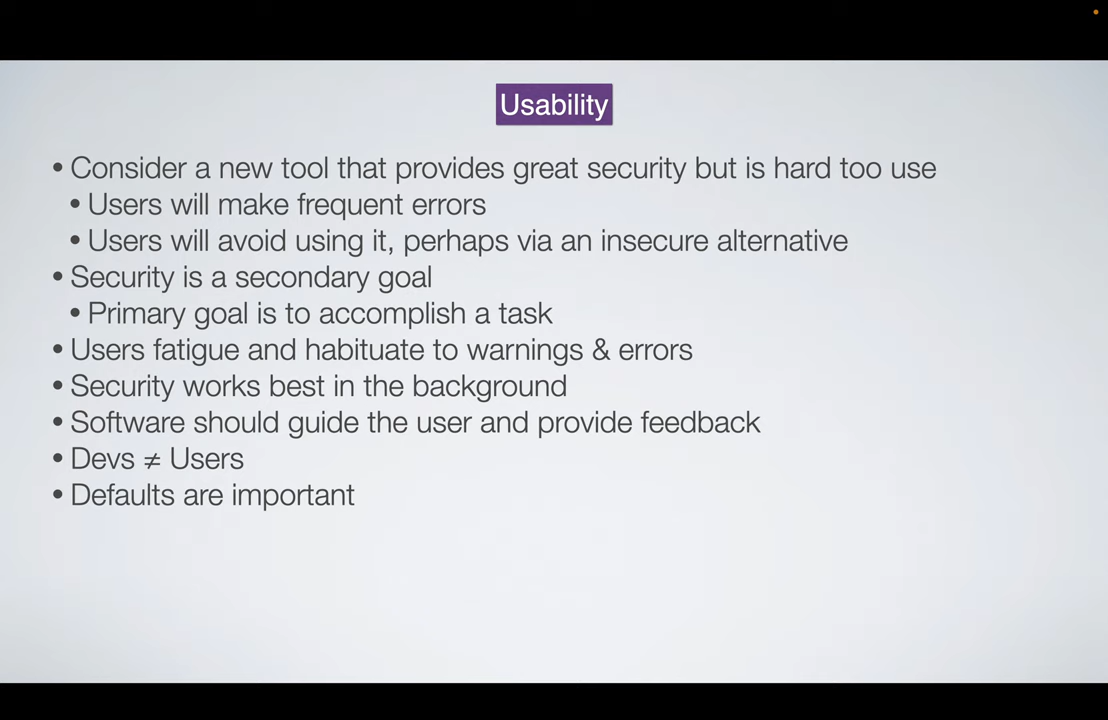 Usability
• Consider a new tool that provides great security but is hard too use
• Users will make frequent errors
• Users will avoid using it, perhaps via an insecure alternative
• Security is a secondary goal
• Primary goal is to accomplish a task
• Users fatigue and habituate to warnings & errors
• Security works best in the background
• Software should guide the user and provide feedback
• Devs ≠ Users
• Defaults are important